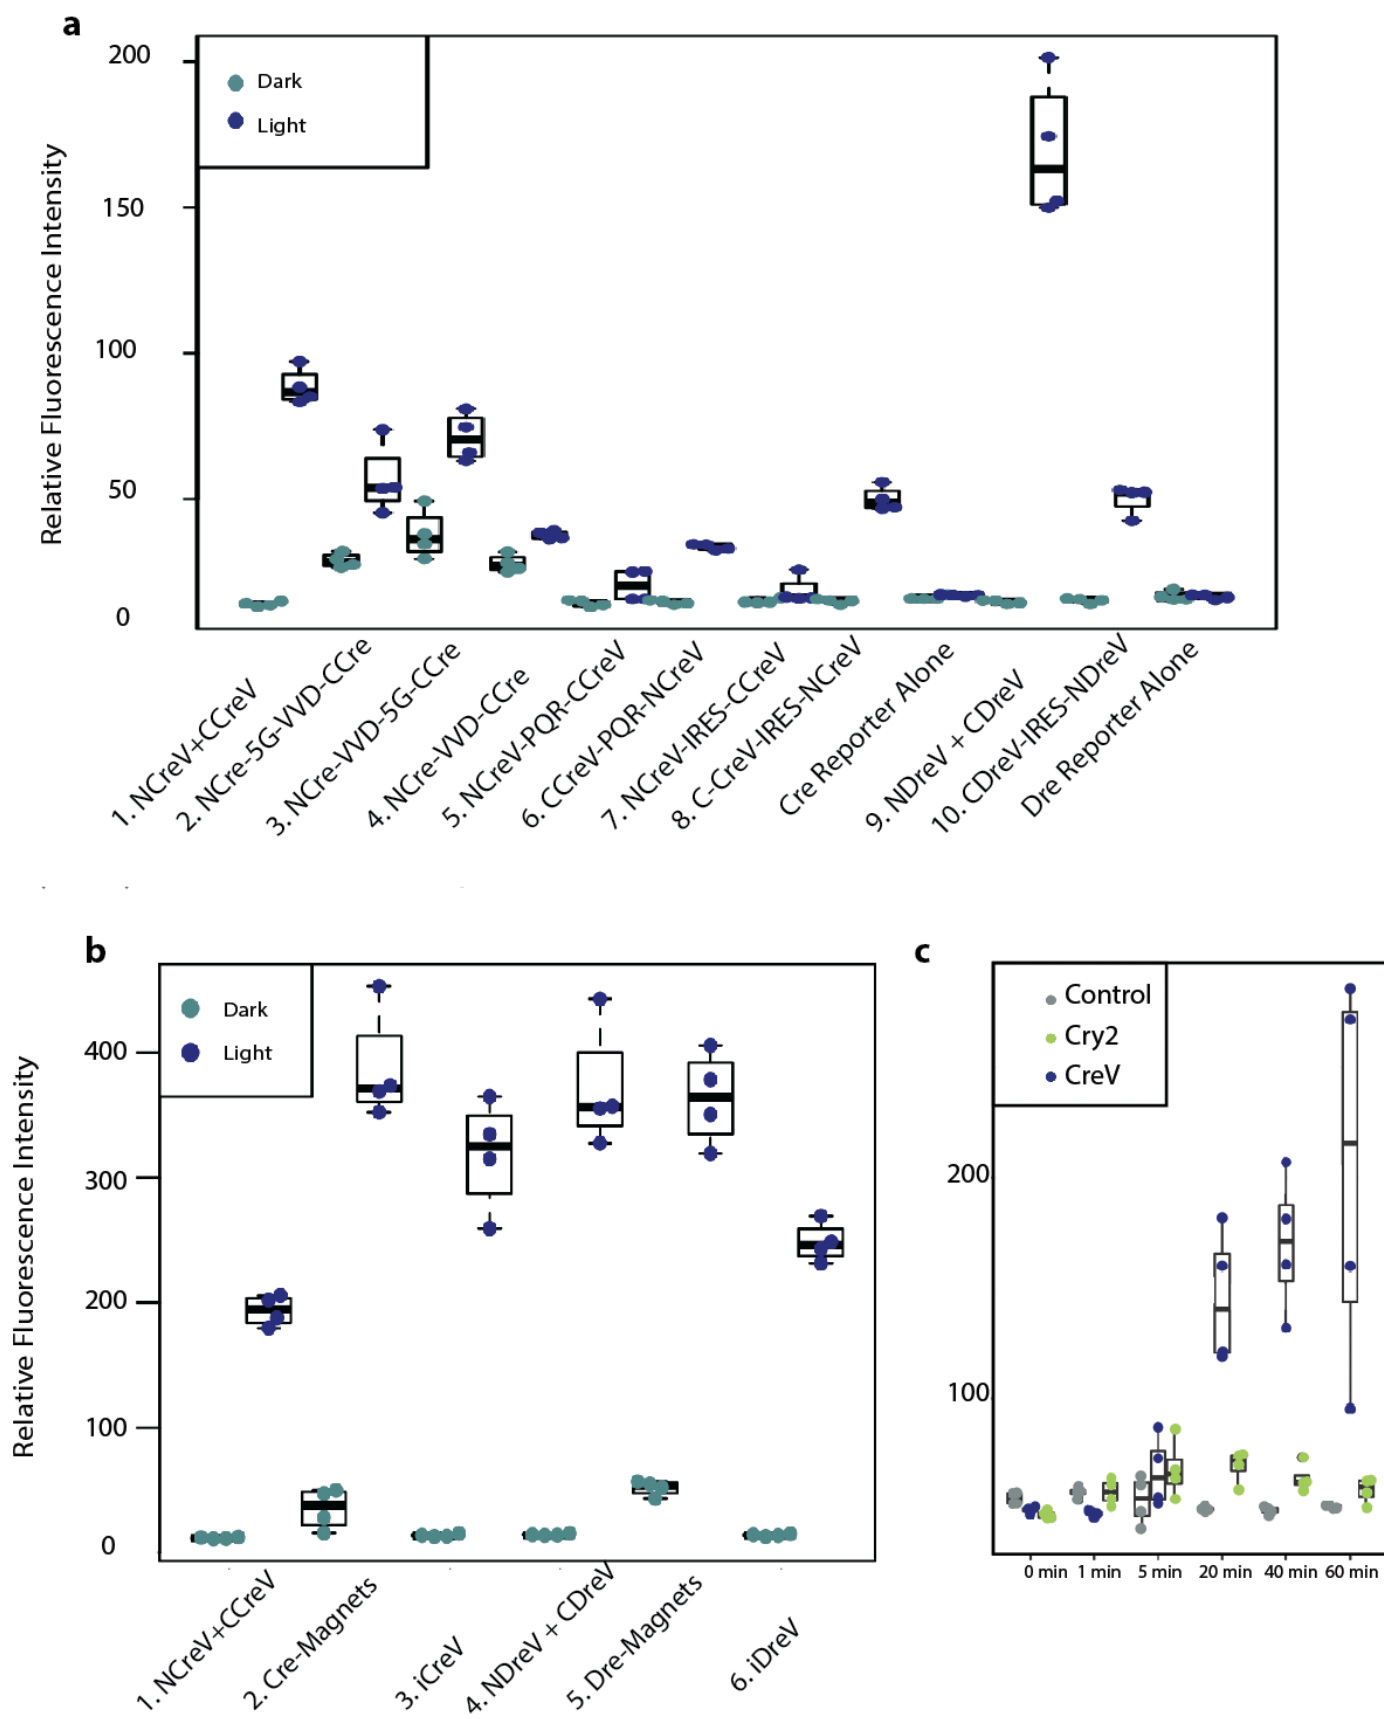 a
Relative Fluorescence Intensity
200
150
100
50
0
Dark
Light
1. NCreV+CCreV
2. NCre-5G-VVD-CCre
3. NCre-VVD-5G-CCre
4. NCre-VVD-CCre
5. NCreV-PQR-CCreV
6. CCreV-PQR-NCreV
7. NCreV-IRES-CCreV
8. C-CreV-IRES-NCreV
Cre Reporter Alone
9. NDreV + CDreV
10. CDreV-IRES-NDreV
Dre Reporter Alone
b
Relative Fluorescence Intensity
400
300
200
100
0
Dark
Light
1. NCreV+CCreV
2. Cre-Magnets
3. iCreV
4. NDreV + CDreV
5. Dre-Magnets
6. iDreV
c
Control
Cry2
CreV
200
100
0 min 1 min 5 min 20 min 40 min 60 min